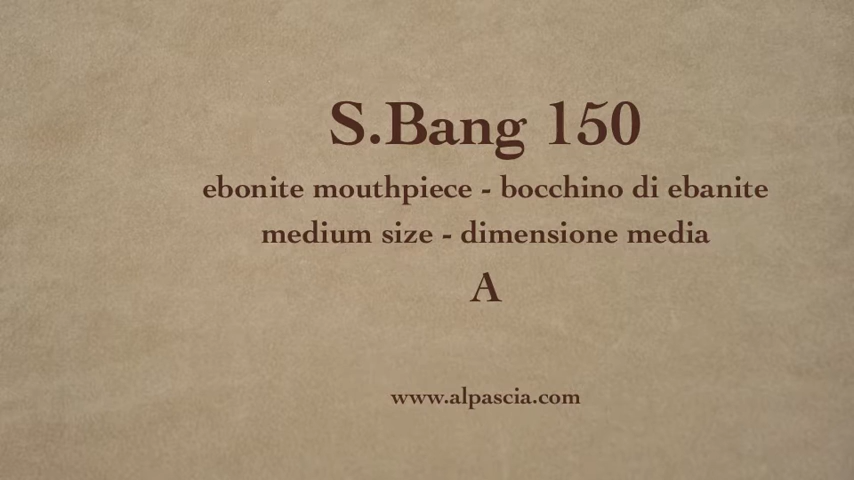 S.Bang 150
ebonite mouthpiece - bocchino di ebanite
medium size - dimensione media
A
www.alpascia.com